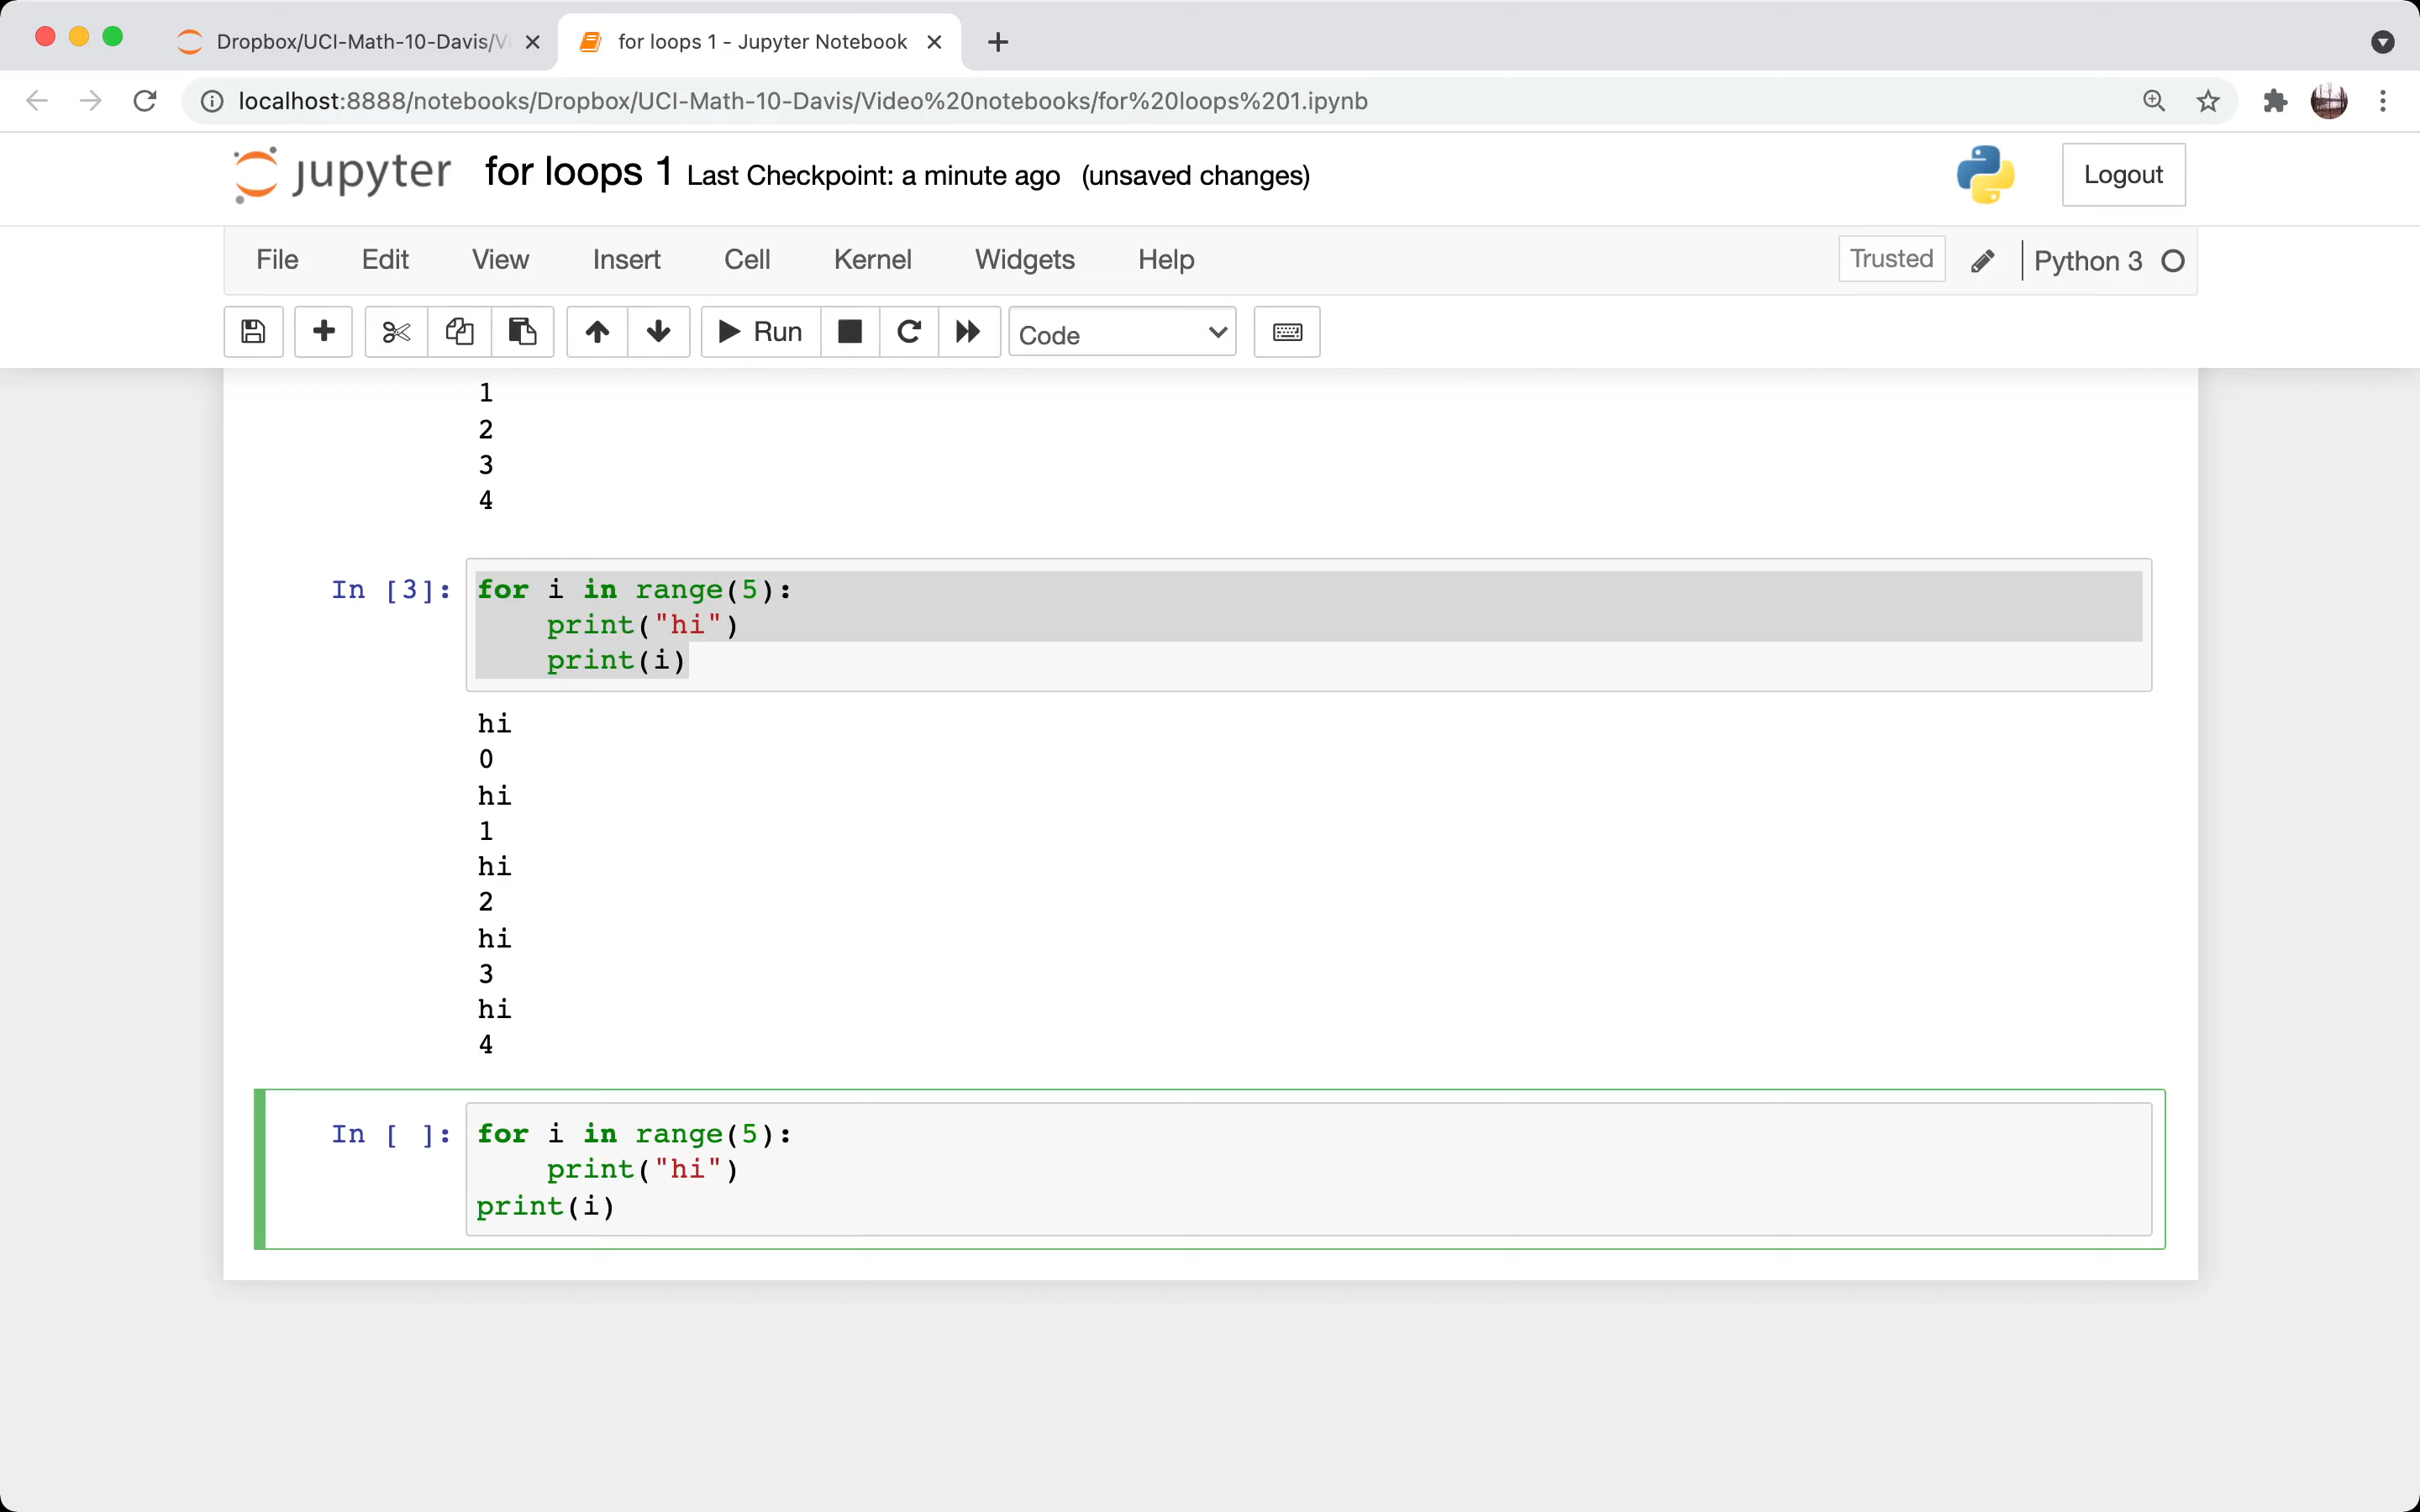 Dropbox/UCI-Math-10-Davis/Vi
for loops 1 - Jupyter Notebook
localhost:8888/notebooks/Dropbox/UCI-Math-10-Davis/Video%20notebooks/for%20loops%201.ipynb
jupyter for loops 1 Last Checkpoint: a minute ago (unsaved changes)
Logout
File Edit View Insert Cell Kernel Widgets Help Trusted Python 3
Run Code
1
2
3
4
In [3]: for i in range(5):
    print("hi")
    print(i)
hi
0
hi
1
hi
2
hi
3
hi
4
In [ ]: for i in range(5):
    print("hi")
print(i)